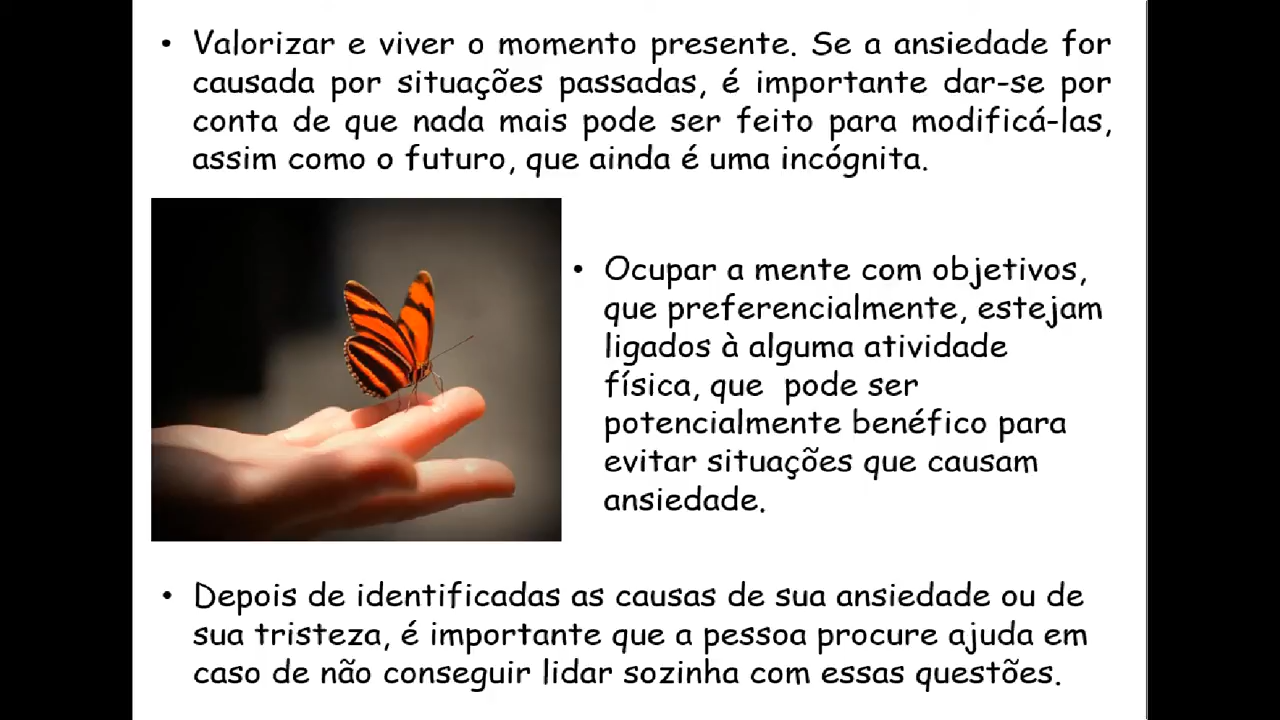 • Valorizar e viver o momento presente. Se a ansiedade for
causada por situações passadas, é importante dar-se por
conta de que nada mais pode ser feito para modificá-las,
assim como o futuro, que ainda é uma incógnita.
• Ocupar a mente com objetivos,
que preferencialmente, estejam
ligados à alguma atividade
física, que  pode ser
potencialmente benéfico para
evitar situações que causam
ansiedade.
• Depois de identificadas as causas de sua ansiedade ou de
sua tristeza, é importante que a pessoa procure ajuda em
caso de não conseguir lidar sozinha com essas questões.